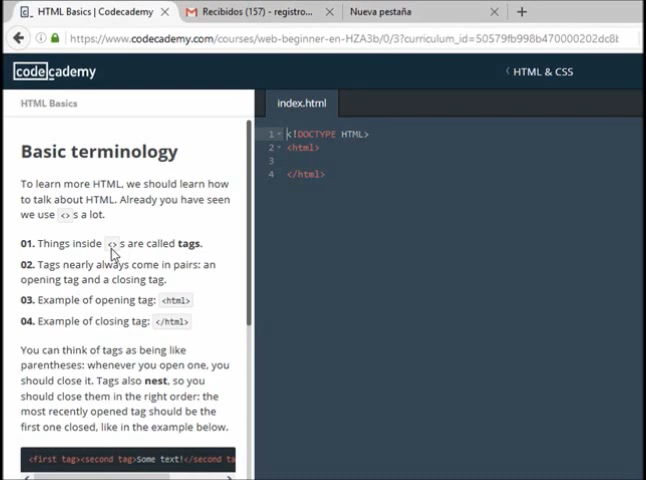 HTML Basics | Codecademy
Recibidos (157) - registro...
Nueva pestaña
https://www.codecademy.com/courses/web-beginner-en-HZA3b/0/3?curriculum_id=50579fb998b470000202dc8b
codecademy
HTML & CSS
HTML Basics
Basic terminology
To learn more HTML, we should learn how
to talk about HTML. Already you have seen
we use <>s a lot.
01. Things inside <>s are called tags.
02. Tags nearly always come in pairs: an
opening tag and a closing tag.
03. Example of opening tag: <html>
04. Example of closing tag: </html>
You can think of tags as being like
parentheses: whenever you open one, you
should close it. Tags also nest, so you
should close them in the right order: the
most recently opened tag should be the
first one closed, like in the example below.
<first tag><second tag>Some text!</second ta
index.html
1 <!DOCTYPE HTML>
2 <html>
3
4 </html>